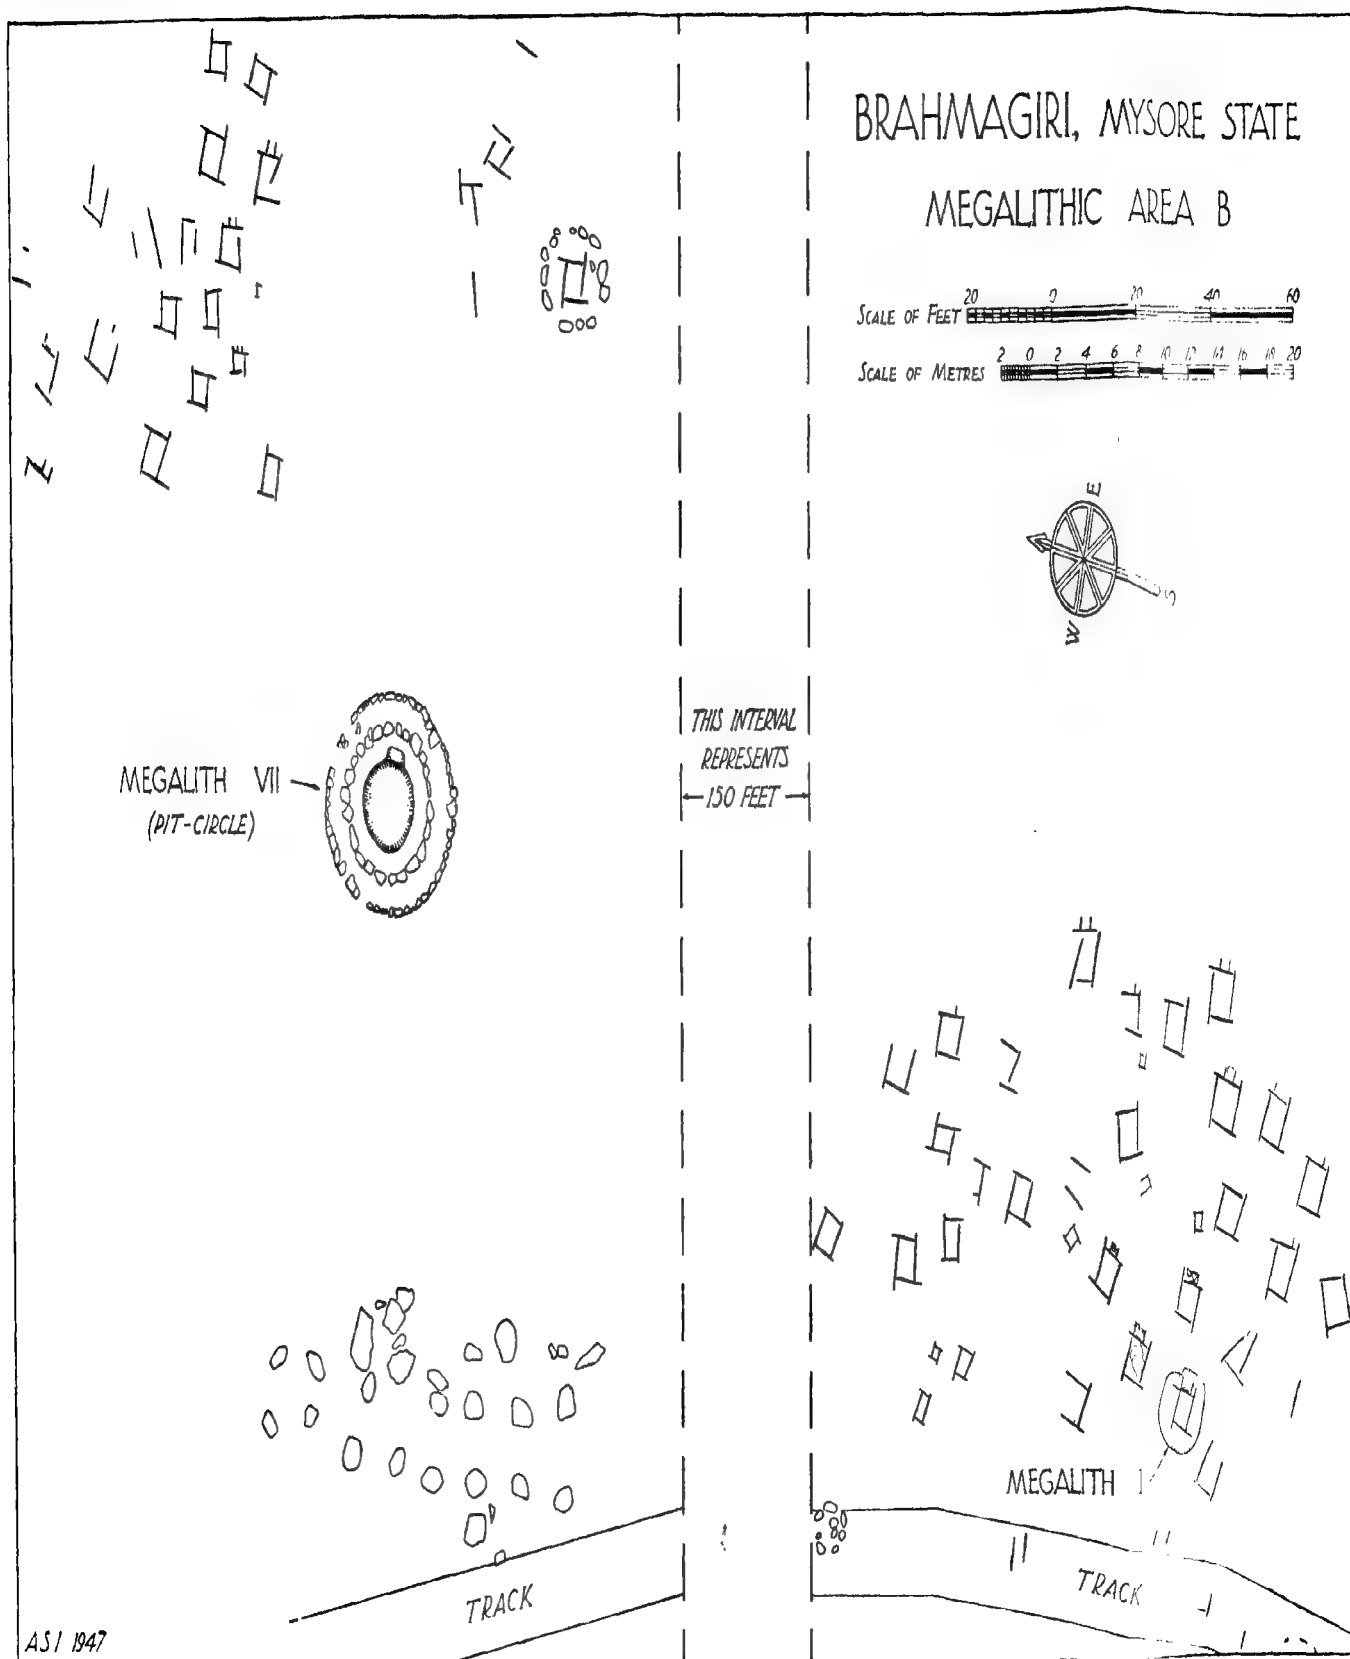 BRAHMAGIRI, MYSORE STATE
MEGALITHIC AREA B
20 0 20 40 60
SCALE OF FEET
2 0 2 4 6 8 10 12 14 16 18 20
SCALE OF METRES
E
S
W
THIS INTERVAL
REPRESENTS
150 FEET
MEGALITH VII
(PIT-CIRCLE)
MEGALITH I
TRACK
TRACK
ASI 1947